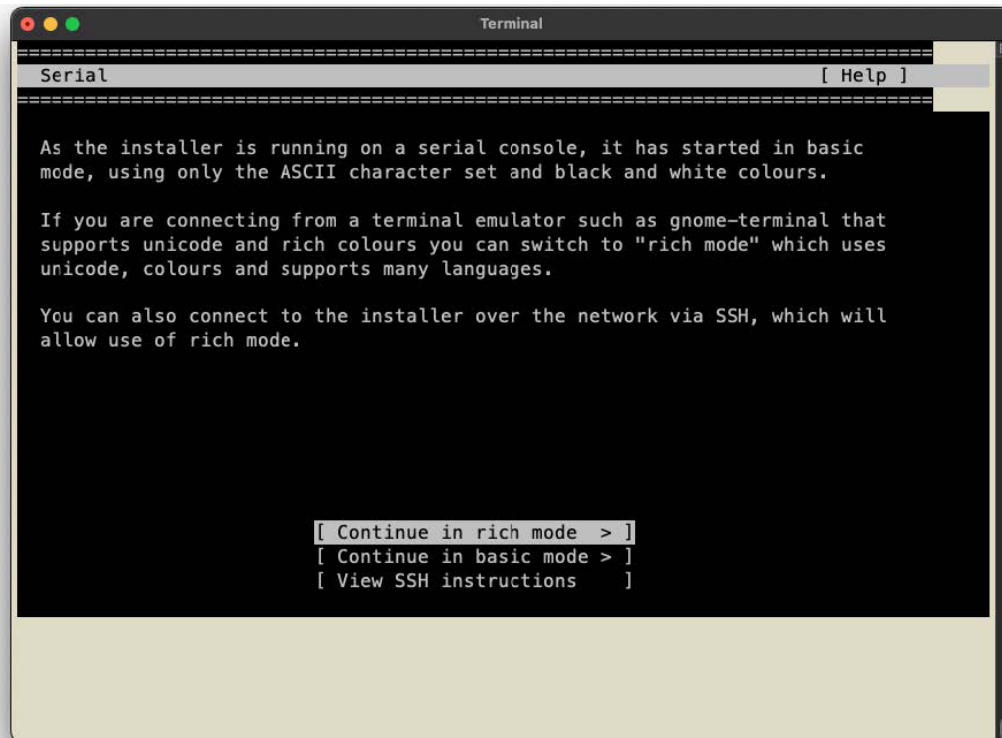 Terminal
================================================================================
Serial [ Help ]
================================================================================
As the installer is running on a serial console, it has started in basic
mode, using only the ASCII character set and black and white colours.
If you are connecting from a terminal emulator such as gnome-terminal that
supports unicode and rich colours you can switch to "rich mode" which uses
unicode, colours and supports many languages.
You can also connect to the installer over the network via SSH, which will
allow use of rich mode.
[ Continue in rich mode > ]
[ Continue in basic mode > ]
[ View SSH instructions ]